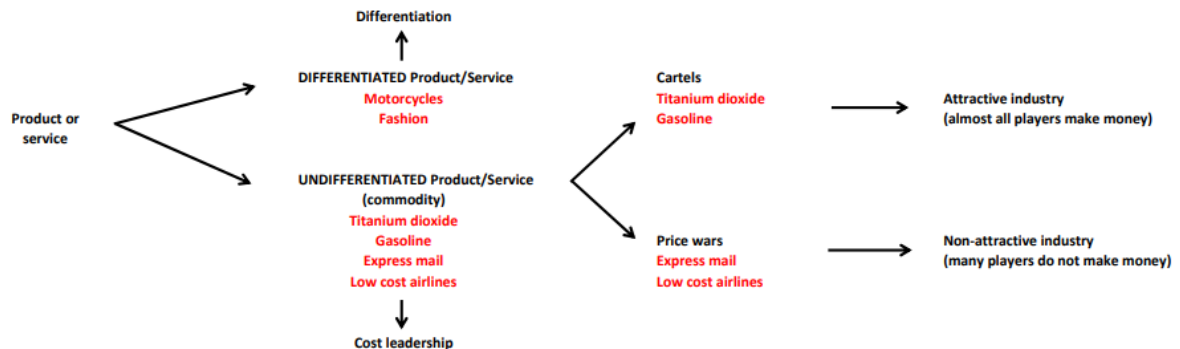 Differentiation
DIFFERENTIATED Product/Service
Motorcycles
Fashion
Product or
service
UNDIFFERENTIATED Product/Service
(commodity)
Titanium dioxide
Gasoline
Express mail
Low cost airlines
Cost leadership
Cartels
Titanium dioxide
Gasoline
Attractive industry
(almost all players make money)
Price wars
Express mail
Low cost airlines
Non-attractive industry
(many players do not make money)